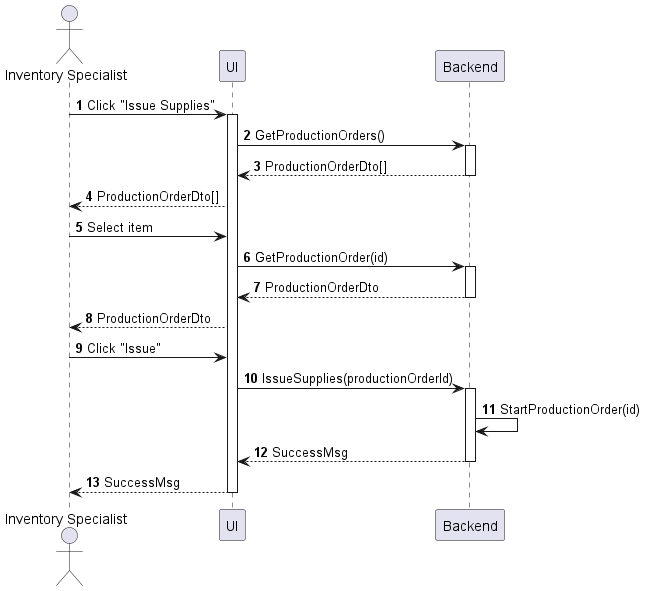 Inventory Specialist
UI
Backend
1 Click "Issue Supplies"
2 GetProductionOrders()
3 ProductionOrderDto[]
4 ProductionOrderDto[]
5 Select item
6 GetProductionOrder(id)
7 ProductionOrderDto
8 ProductionOrderDto
9 Click "Issue"
10 IssueSupplies(productionOrderId)
11 StartProductionOrder(id)
12 SuccessMsg
13 SuccessMsg
Inventory Specialist
UI
Backend